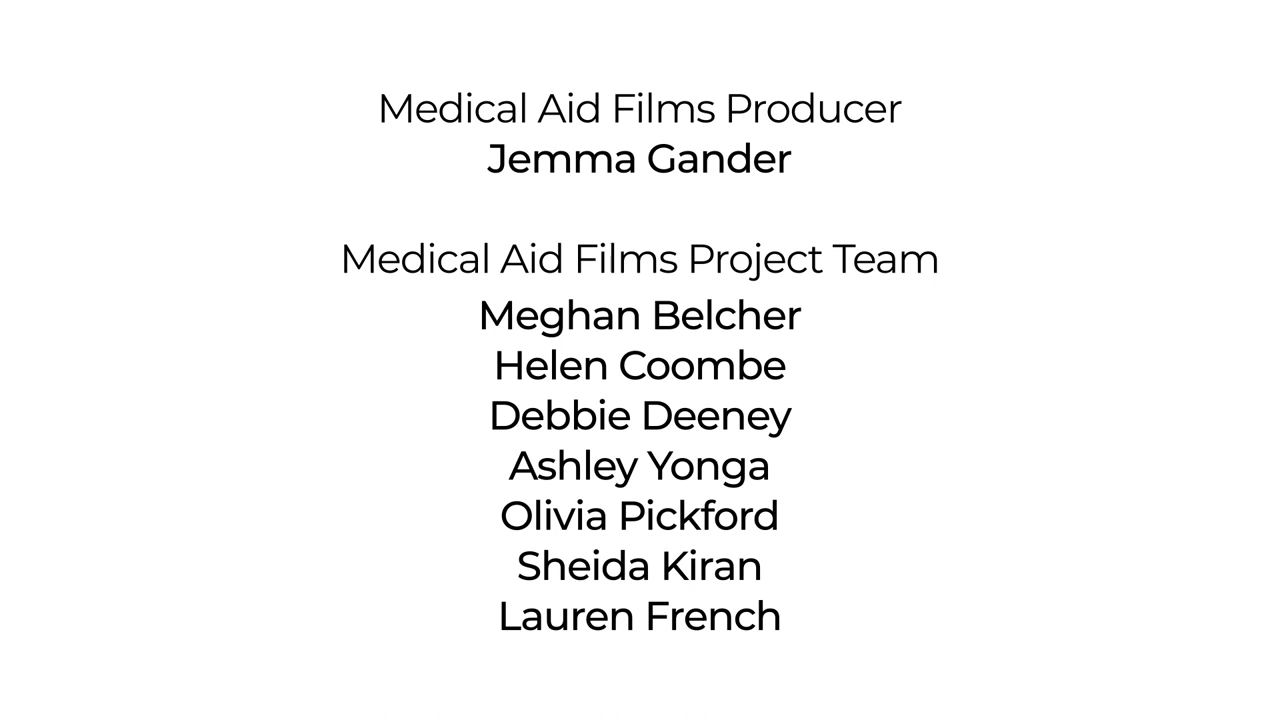 Medical Aid Films Producer
Jemma Gander
Medical Aid Films Project Team
Meghan Belcher
Helen Coombe
Debbie Deeney
Ashley Yonga
Olivia Pickford
Sheida Kiran
Lauren French